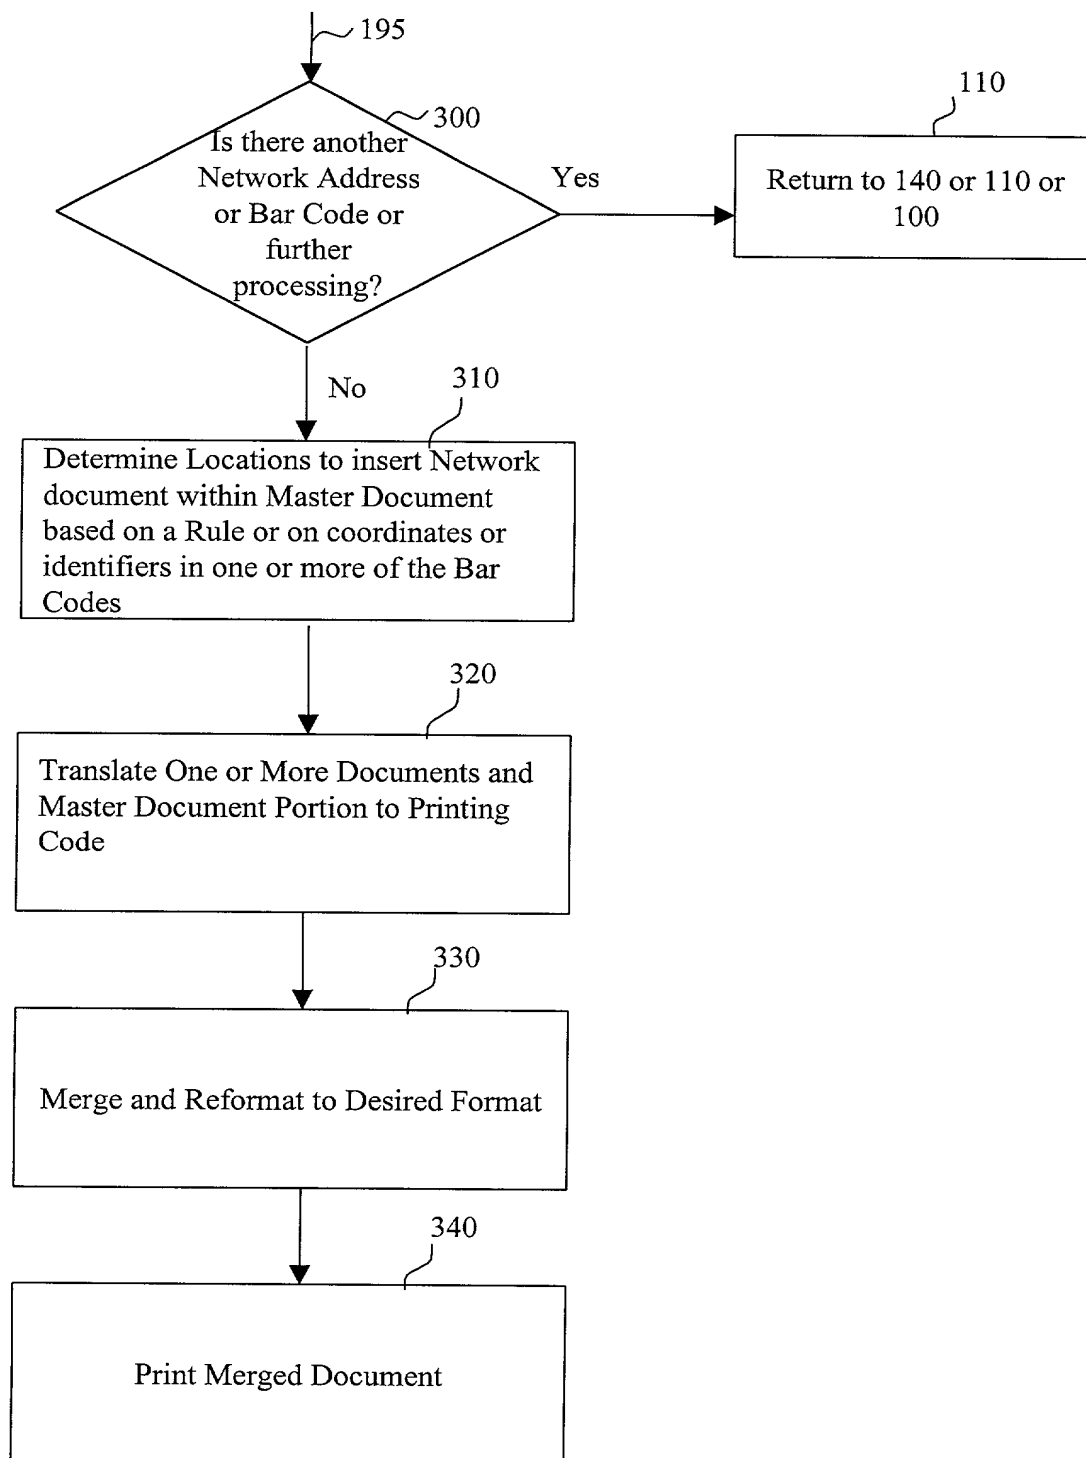 195
300
Is there another
Network Address
or Bar Code or
further
processing?
Yes
110
Return to 140 or 110 or
100
No
310
Determine Locations to insert Network
document within Master Document
based on a Rule or on coordinates or
identifiers in one or more of the Bar
Codes
320
Translate One or More Documents and
Master Document Portion to Printing
Code
330
Merge and Reformat to Desired Format
340
Print Merged Document